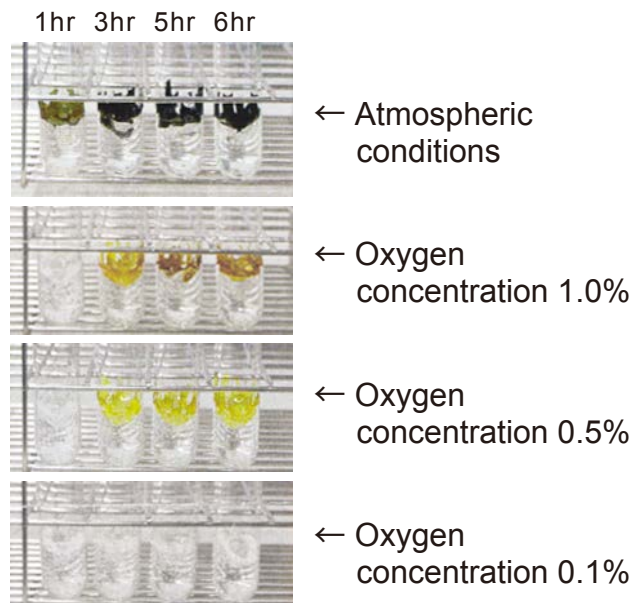 1hr 3hr 5hr 6hr
← Atmospheric
conditions
← Oxygen
concentration 1.0%
← Oxygen
concentration 0.5%
← Oxygen
concentration 0.1%